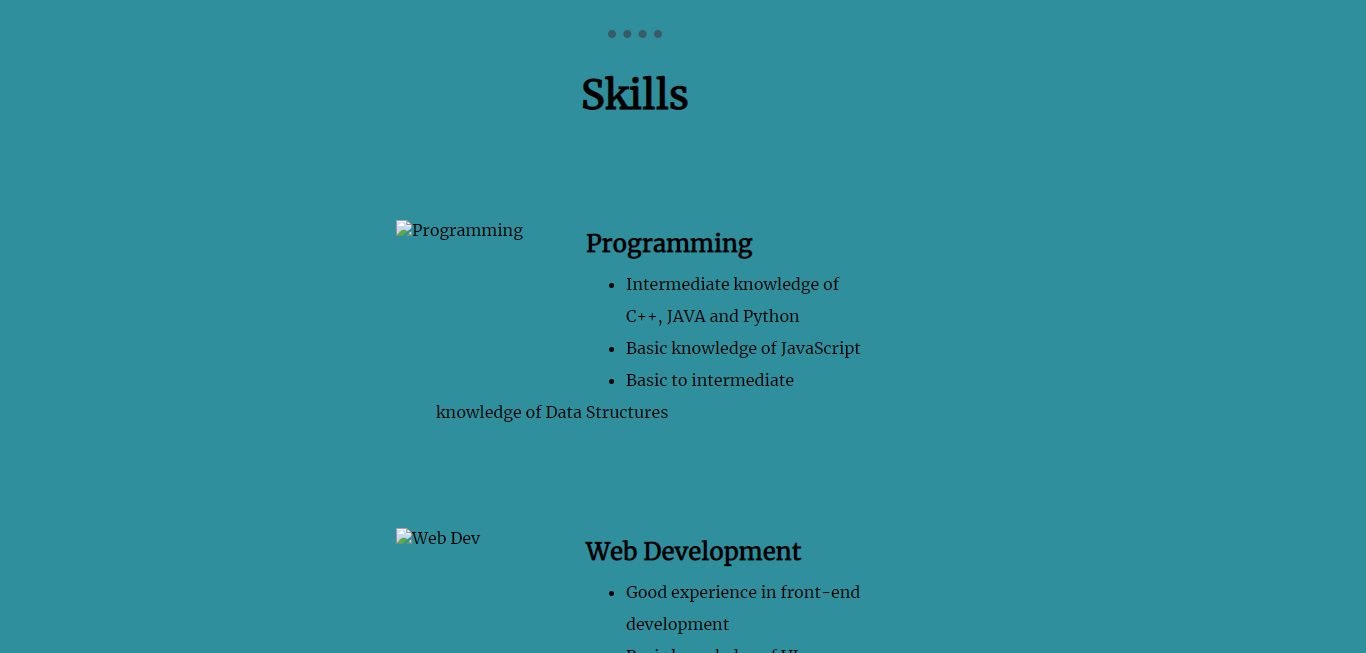 Skills
Programming
Programming
Intermediate knowledge of
C++, JAVA and Python
Basic knowledge of JavaScript
Basic to intermediate
knowledge of Data Structures
Web Dev
Web Development
Good experience in front-end
development